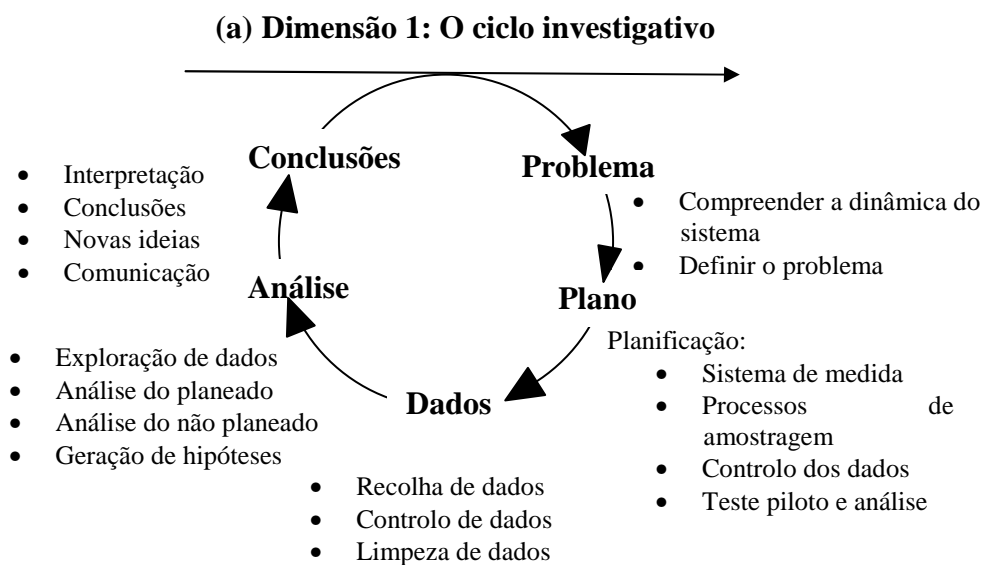 (a) Dimensão 1: O ciclo investigativo
Conclusões
• Interpretação
• Conclusões
• Novas ideias
• Comunicação
Problema
• Compreender a dinâmica do
sistema
• Definir o problema
Plano
Planificação:
• Sistema de medida
• Processos de
amostragem
• Controlo dos dados
• Teste piloto e análise
Dados
• Recolha de dados
• Controlo de dados
• Limpeza de dados
Análise
• Exploração de dados
• Análise do planeado
• Análise do não planeado
• Geração de hipóteses